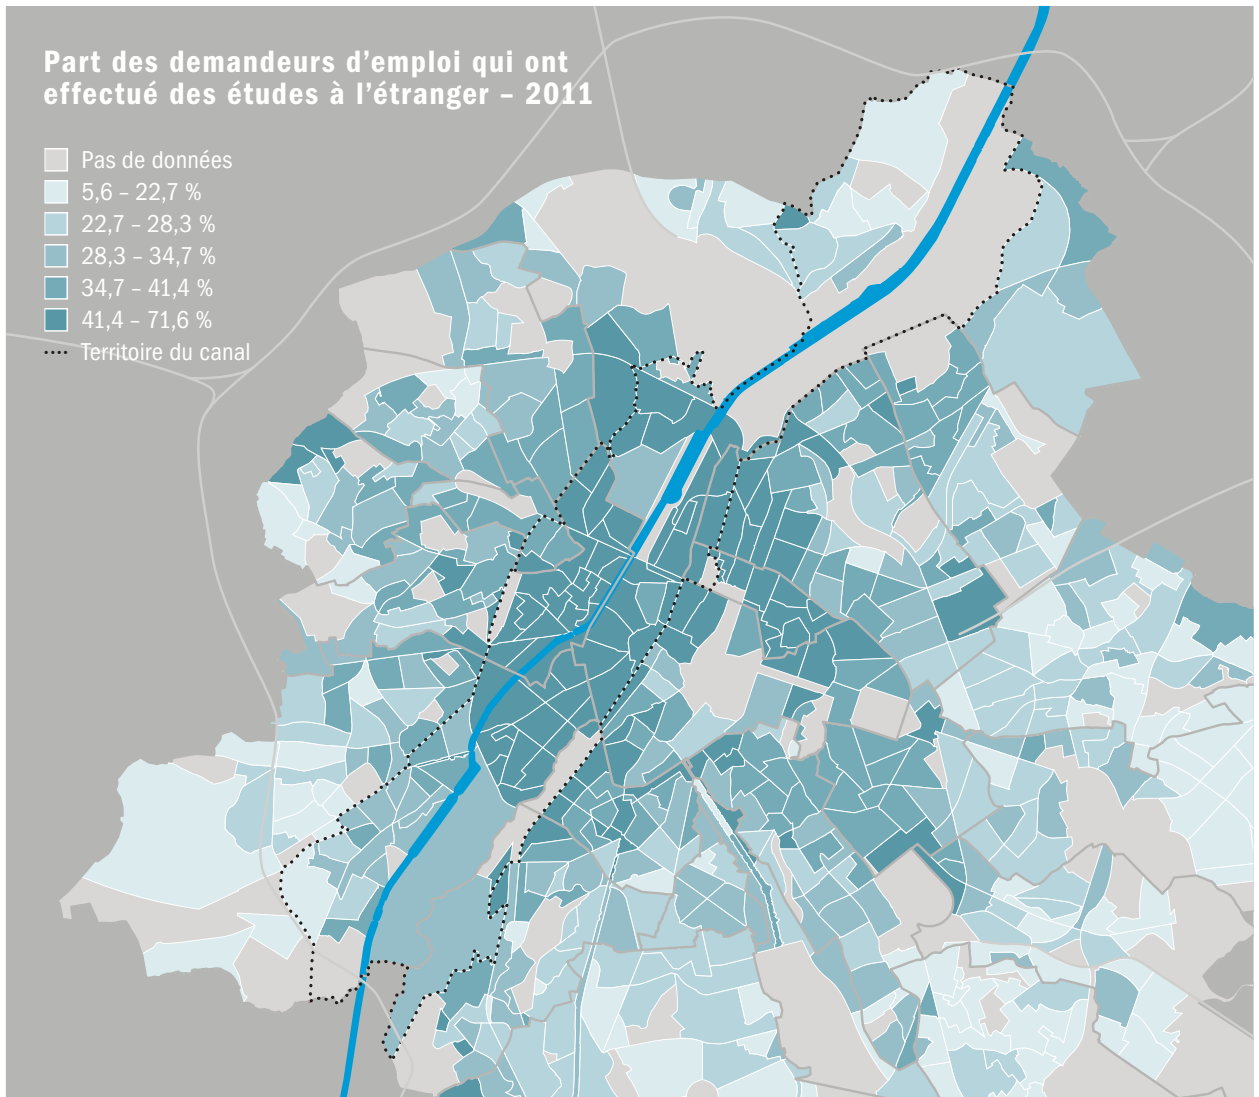 Part des demandeurs d’emploi qui ont
effectué des études à l’étranger – 2011
Pas de données
5,6 – 22,7 %
22,7 – 28,3 %
28,3 – 34,7 %
34,7 – 41,4 %
41,4 – 71,6 %
Territoire du canal